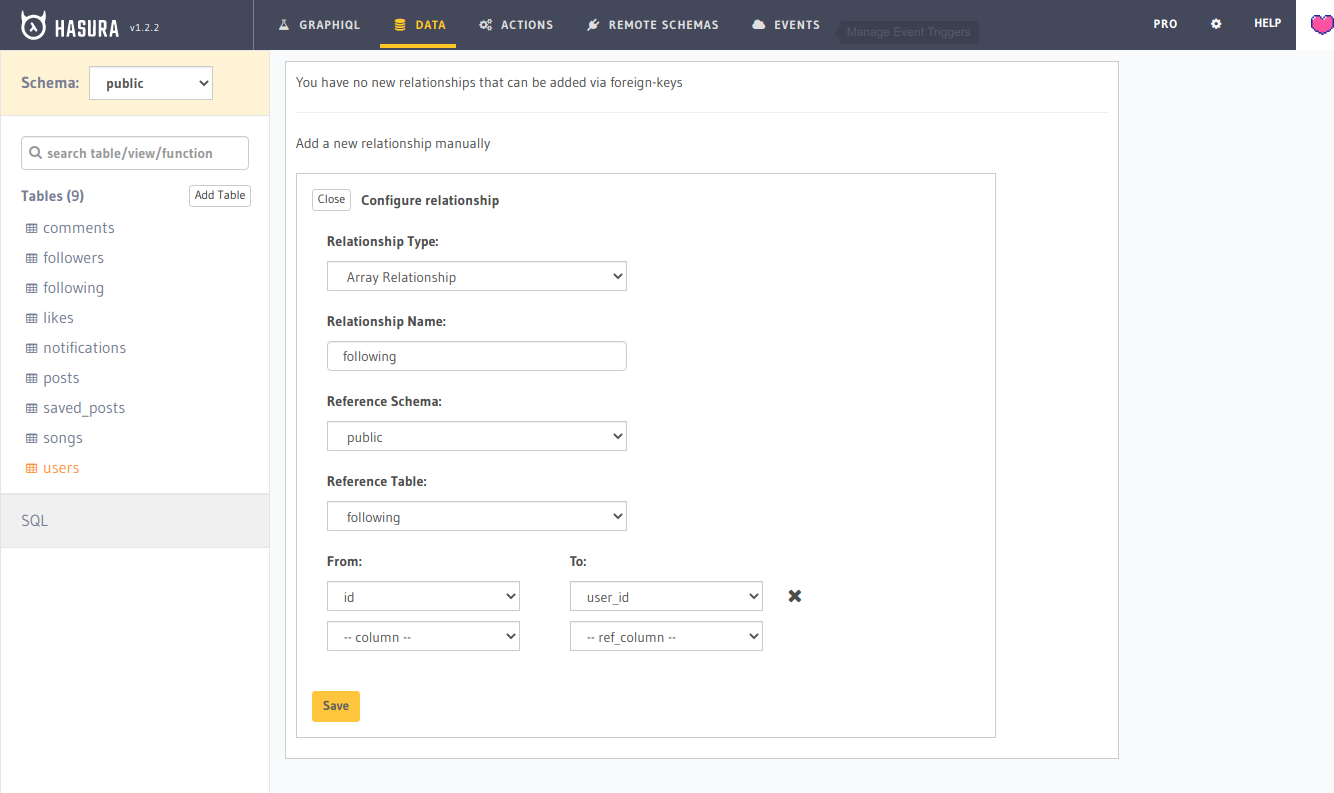 HASURA v1.2.2
GRAPHIQL
DATA
ACTIONS
REMOTE SCHEMAS
EVENTS
Manage Event Triggers
PRO
HELP
Schema: public
search table/view/function
Tables (9)
Add Table
comments
followers
following
likes
notifications
posts
saved_posts
songs
users
SQL
You have no new relationships that can be added via foreign-keys
Add a new relationship manually
Close Configure relationship
Relationship Type:
Array Relationship
Relationship Name:
following
Reference Schema:
public
Reference Table:
following
From: To:
id user_id
-- column -- -- ref_column --
Save